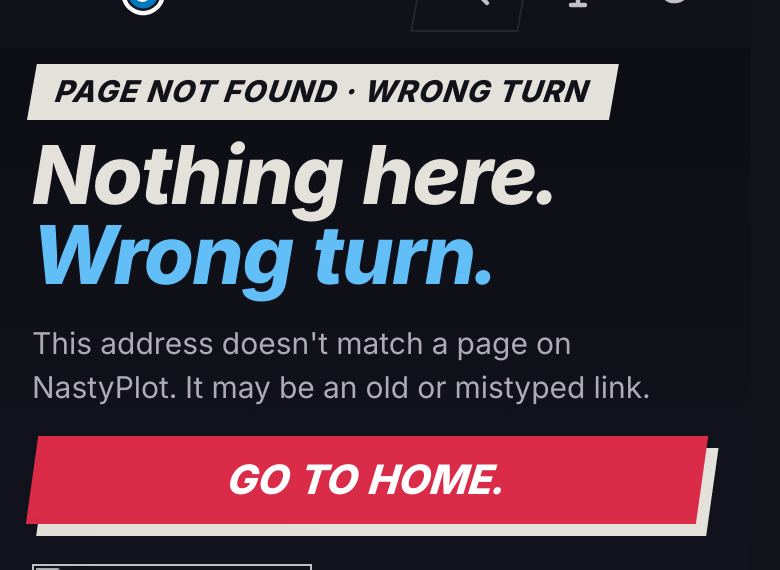 PAGE NOT FOUND · WRONG TURN
Nothing here.
Wrong turn.
This address doesn't match a page on
NastyPlot. It may be an old or mistyped link.
GO TO HOME.